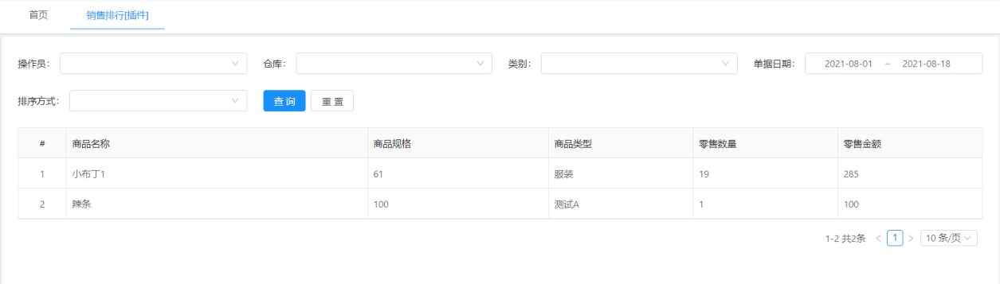 首页 销售排行[插件]
操作员： 仓库： 类别： 单据日期： 2021-08-01 ~ 2021-08-18
排序方式： 查 询 重 置
# 商品名称 商品规格 商品类型 零售数量 零售金额
1 小布丁1 61 服装 19 285
2 辣条 100 测试A 1 100
1-2 共2条 < 1 > 10 条/页